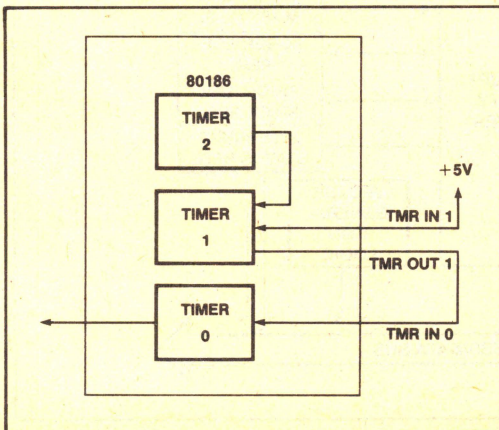 80186
TIMER
2
+5V
TIMER
1
TMR IN 1
TMR OUT 1
TIMER
0
TMR IN 0